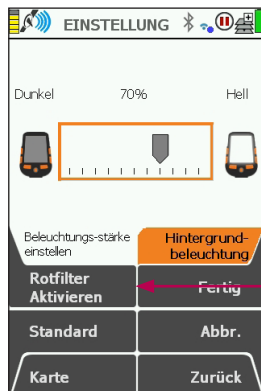 EINSTELLUNG
Dunkel 70% Hell
Beleuchtungs-stärke
einstellen
Hintergrund-
beleuchtung
Rotfilter
Aktivieren
Fertig
Standard Abbr.
Karte Zurück